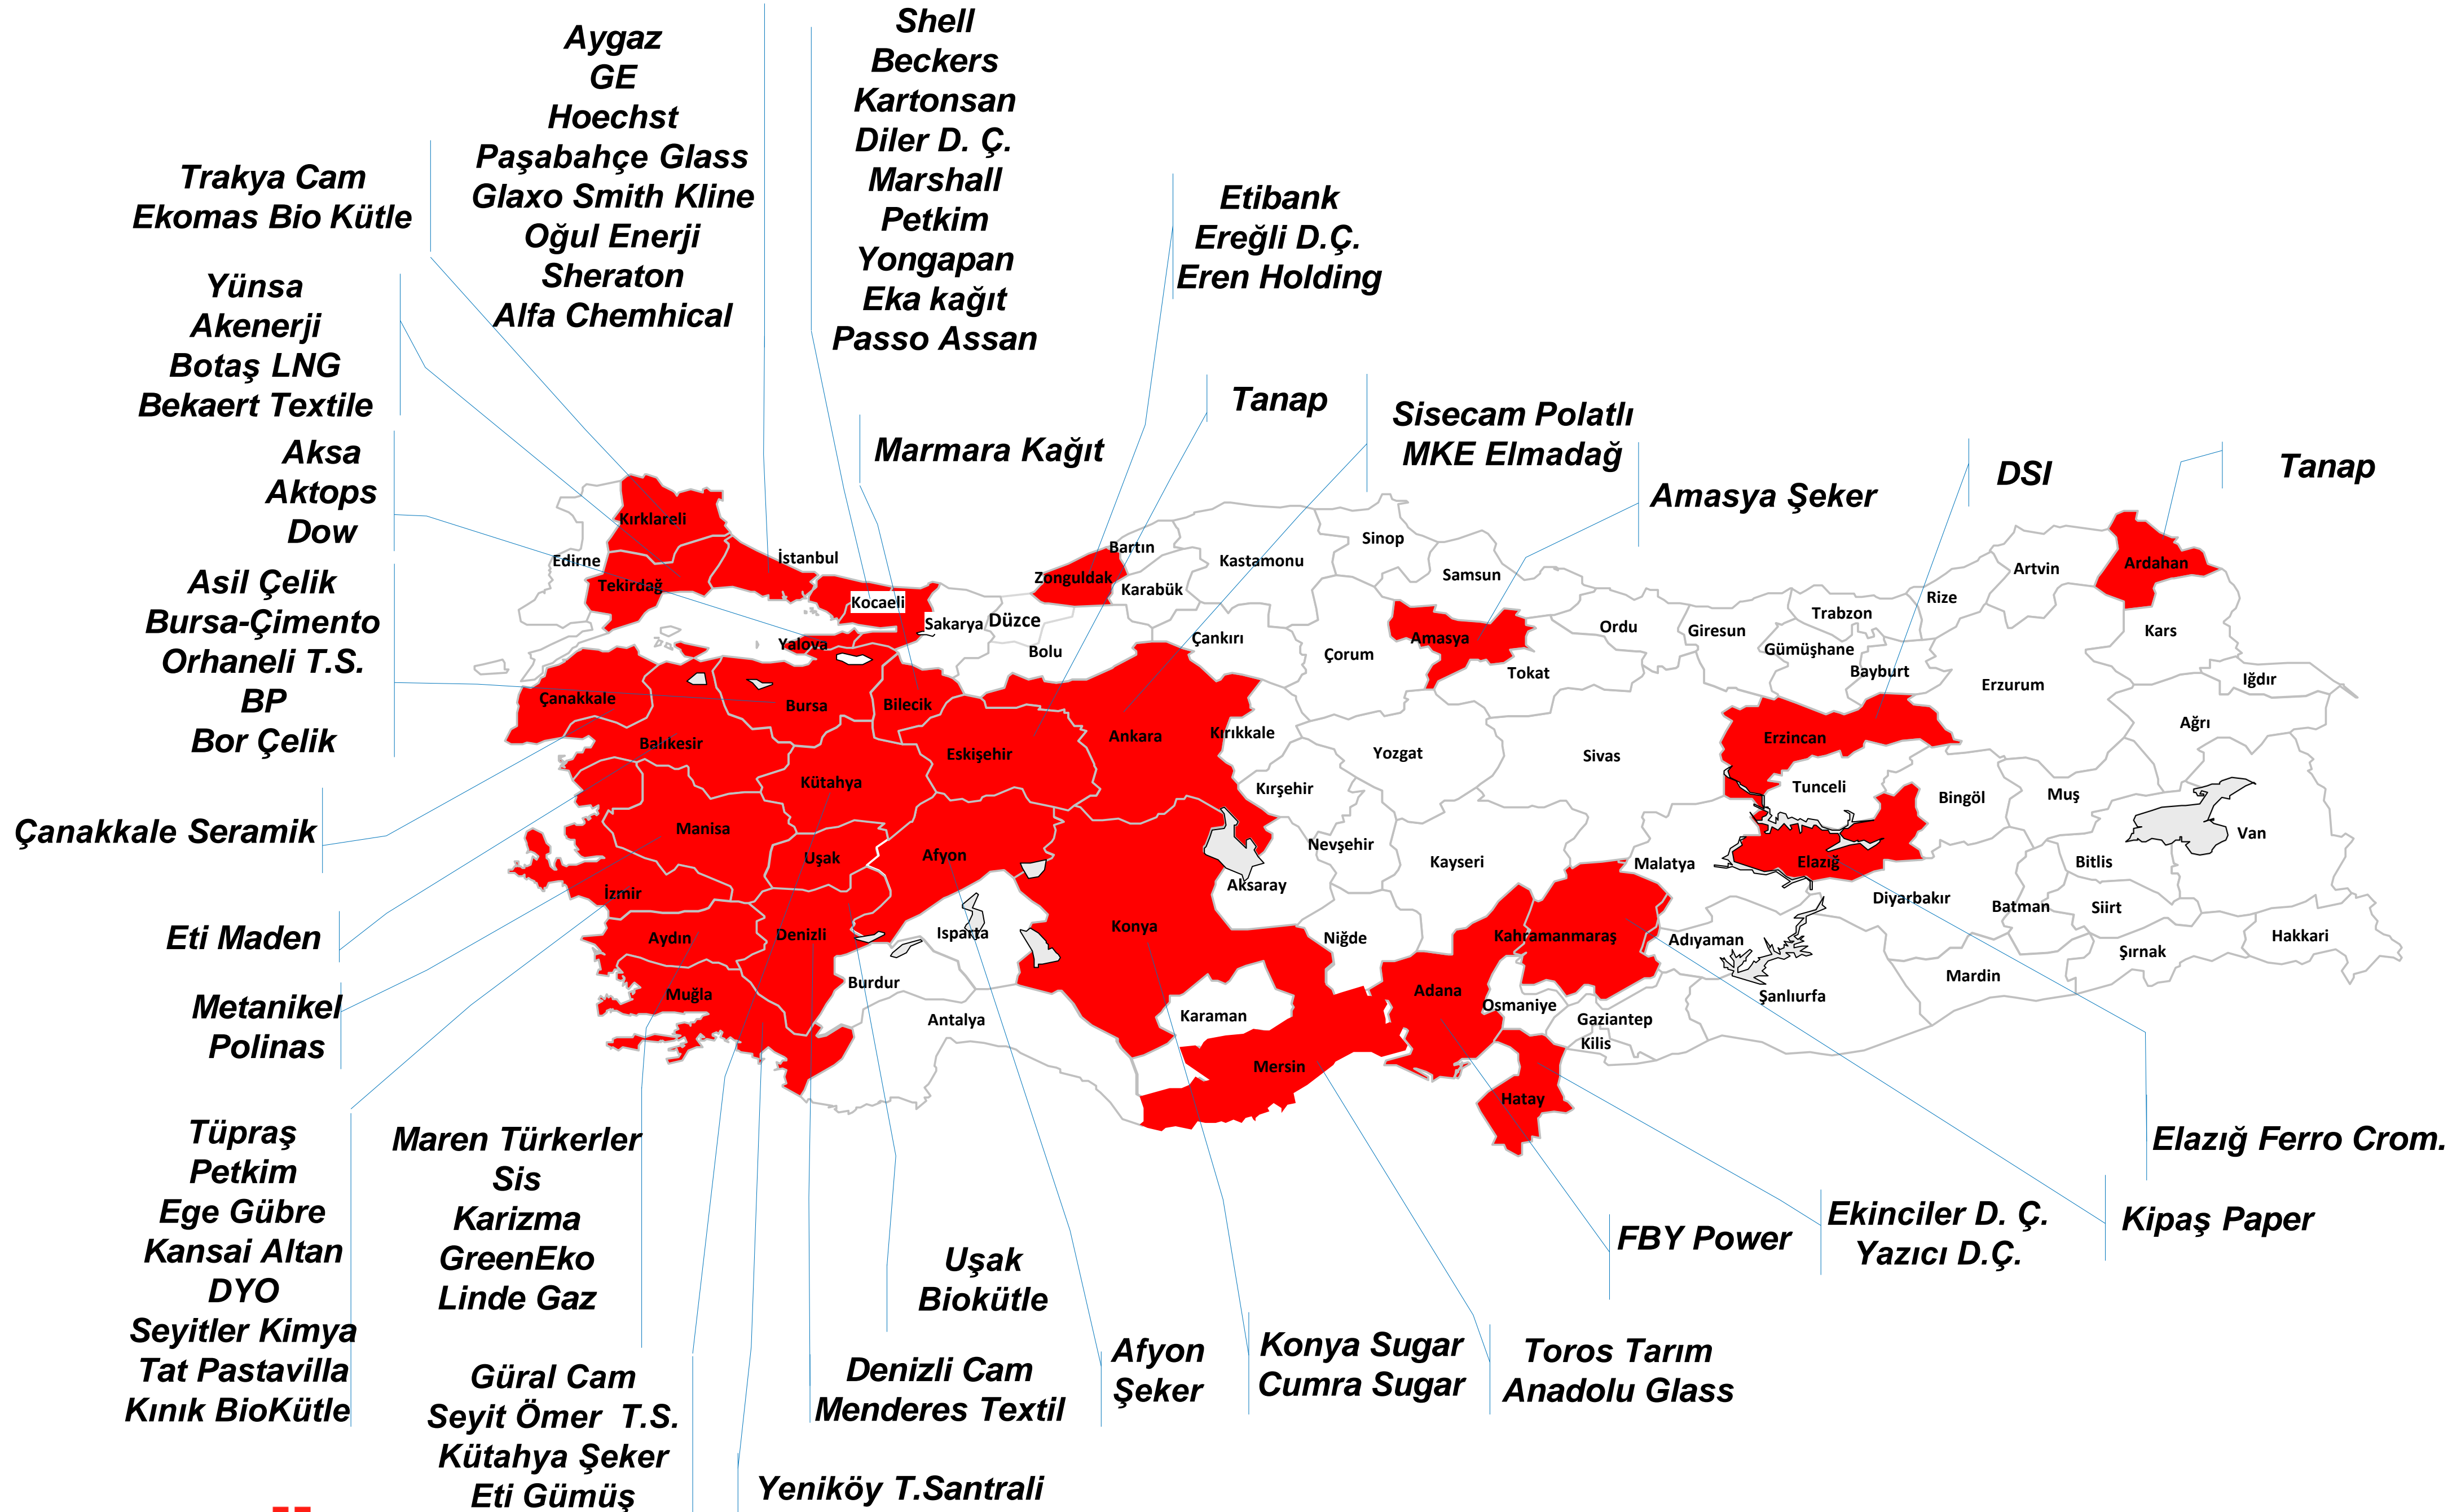 Aygaz
GE
Hoechst
Paşabahçe Glass
Glaxo Smith Kline
Oğul Enerji
Sheraton
Alfa Chemhical
Shell
Beckers
Kartonsan
Diler D. Ç.
Marshall
Petkim
Yongapan
Eka kağıt
Passo Assan
Trakya Cam
Ekomas Bio Kütle
Etibank
Ereğli D.Ç.
Eren Holding
Yünsa
Akenerji
Botaş LNG
Bekaert Textile
Tanap
Sisecam Polatlı
MKE Elmadağ
Marmara Kağıt
Aksa
Aktops
Dow
Amasya Şeker
DSI
Tanap
Asil Çelik
Bursa-Çimento
Orhaneli T.S.
BP
Bor Çelik
Çanakkale Seramik
Eti Maden
Metanikel
Polinas
Kırklareli
Edirne
Tekirdağ
İstanbul
Kocaeli
Yalova
Sakarya
Düzce
Bolu
Zonguldak
Bartın
Karabük
Kastamonu
Çankırı
Sinop
Samsun
Çorum
Amasya
Tokat
Ordu
Giresun
Gümüşhane
Trabzon
Bayburt
Rize
Artvin
Ardahan
Kars
Iğdır
Ağrı
Erzurum
Erzincan
Çanakkale
Balıkesir
Bursa
Bilecik
Kütahya
Eskişehir
Ankara
Kırıkkale
Kırşehir
Yozgat
Sivas
Tunceli
Bingöl
Muş
Van
Bitlis
Manisa
Uşak
Afyon
İzmir
Aydın
Denizli
Muğla
Burdur
Isparta
Antalya
Konya
Aksaray
Nevşehir
Kayseri
Niğde
Karaman
Mersin
Adana
Kahramanmaraş
Osmaniye
Hatay
Gaziantep
Kilis
Malatya
Adıyaman
Şanlıurfa
Elazığ
Diyarbakır
Batman
Siirt
Mardin
Şırnak
Hakkari
Tüpraş
Petkim
Ege Gübre
Kansai Altan
DYO
Seyitler Kimya
Tat Pastavilla
Kınık BioKütle
Maren Türkerler
Sis
Karizma
GreenEko
Linde Gaz
Güral Cam
Seyit Ömer T.S.
Kütahya Şeker
Eti Gümüş
Yeniköy T.Santrali
Denizli Cam
Menderes Textil
Uşak
Biokütle
Afyon
Şeker
Konya Sugar
Cumra Sugar
Toros Tarım
Anadolu Glass
FBY Power
Ekinciler D. Ç.
Yazıcı D.Ç.
Kipaş Paper
Elazığ Ferro Crom.